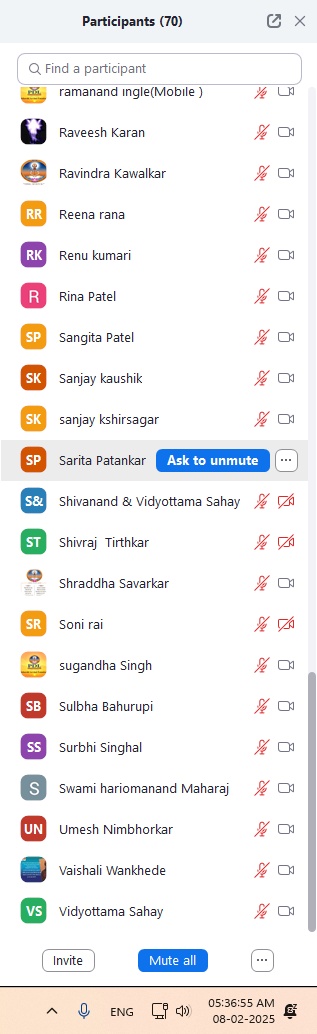 Participants (70)
Find a participant
ramanand ingle(Mobile )
Raveesh Karan
Ravindra Kawalkar
RR Reena rana
RK Renu kumari
R Rina Patel
SP Sangita Patel
SK Sanjay kaushik
SK sanjay kshirsagar
SP Sarita Patankar Ask to unmute ...
S& Shivanand & Vidyottama Sahay
ST Shivraj Tirthkar
Shraddha Savarkar
SR Soni rai
sugandha Singh
SB Sulbha Bahurupi
SS Surbhi Singhal
S Swami hariomanand Maharaj
UN Umesh Nimbhorkar
Vaishali Wankhede
VS Vidyottama Sahay
Invite Mute all ...
ENG 05:36:55 AM
08-02-2025